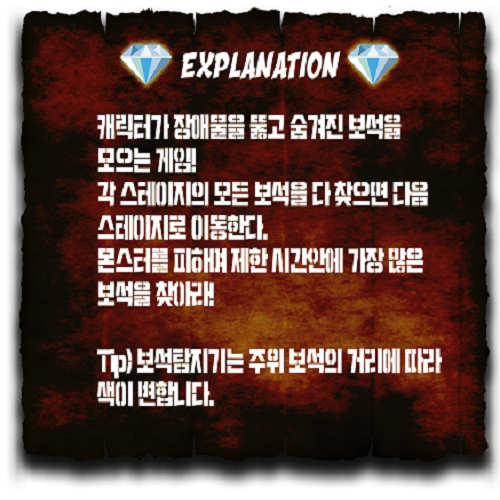 EXPLANATION
캐릭터가 장애물을 뚫고 숨겨진 보석을
모으는 게임!
각 스테이지의 모든 보석을 다 찾으면 다음
스테이지로 이동한다.
몬스터를 피하며 제한 시간안에 가장 많은
보석을 찾아라!
Tip) 보석탐지기는 주위 보석의 거리에 따라
색이 변합니다.